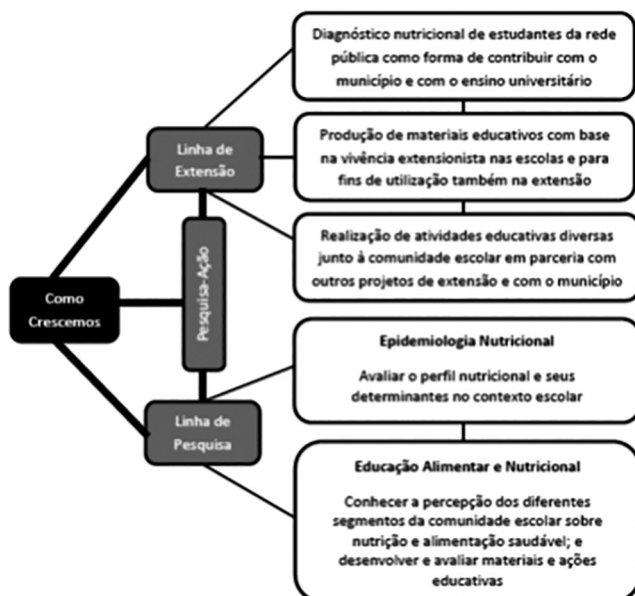 Diagnóstico nutricional de estudantes da rede
pública como forma de contribuir com o
município e com o ensino universitário
Linha de
Extensão
Produção de materiais educativos com base
na vivência extensionista nas escolas e para
fins de utilização também na extensão
Realização de atividades educativas diversas
junto à comunidade escolar em parceria com
outros projetos de extensão e com o município
Pesquisa-Ação
Como
Crescemos
Epidemiologia Nutricional
Avaliar o perfil nutricional e seus
determinantes no contexto escolar
Linha de
Pesquisa
Educação Alimentar e Nutricional
Conhecer a percepção dos diferentes
segmentos da comunidade escolar sobre
nutrição e alimentação saudável; e
desenvolver e avaliar materiais e ações
educativas